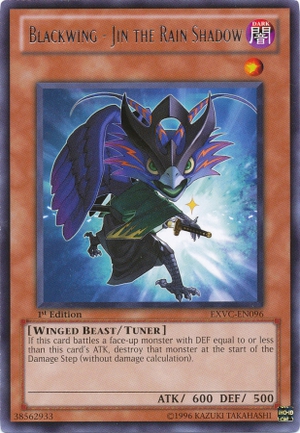 Blackwing - Jin the Rain Shadow
DARK
闇
1st Edition
EXVC-EN096
[Winged Beast/Tuner]
If this card battles a face-up monster with DEF equal to or less
than this card's ATK, destroy that monster at the start of the
Damage Step (without damage calculation).
ATK/ 600 DEF/ 500
38562933
©1996 KAZUKI TAKAHASHI